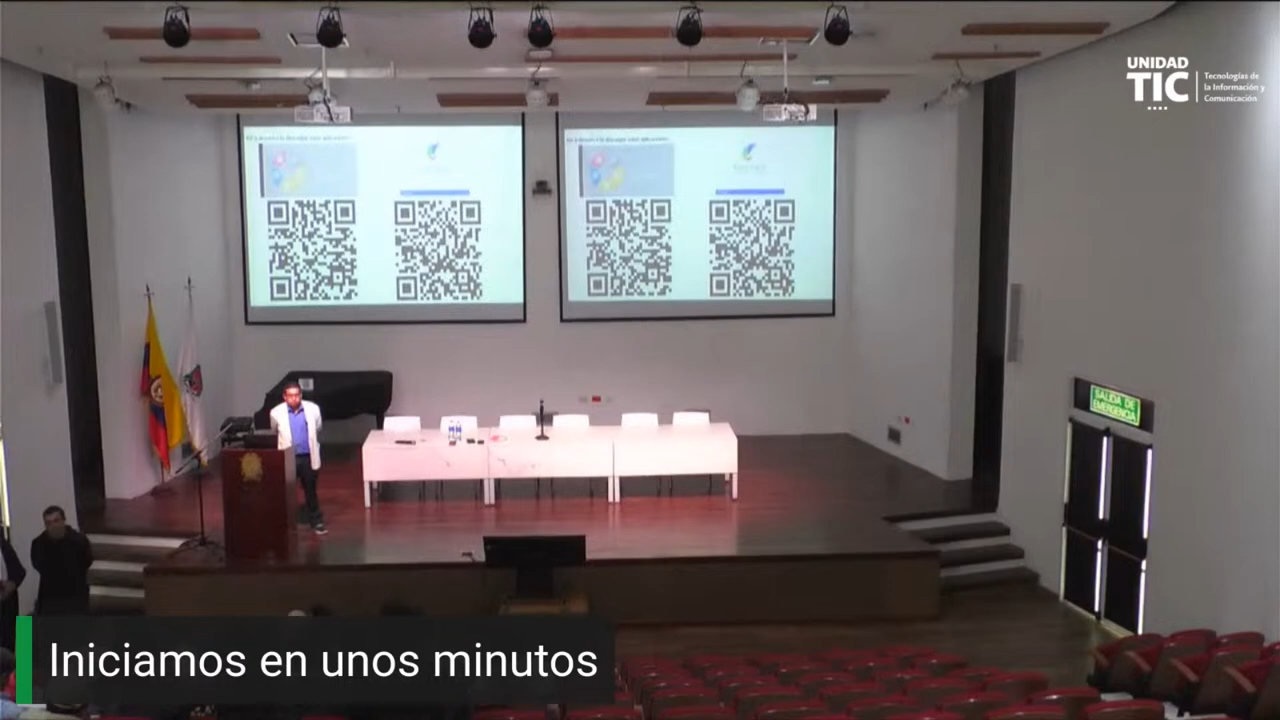 UNIDAD
TIC
Tecnologías de
la Información y
Comunicación
SALIDA DE
EMERGENCIA
Iniciamos en unos minutos